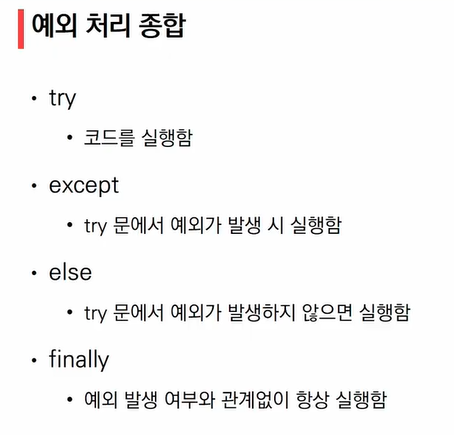 예외 처리 종합
• try
• 코드를 실행함
• except
• try 문에서 예외가 발생 시 실행함
• else
• try 문에서 예외가 발생하지 않으면 실행함
• finally
• 예외 발생 여부와 관계없이 항상 실행함